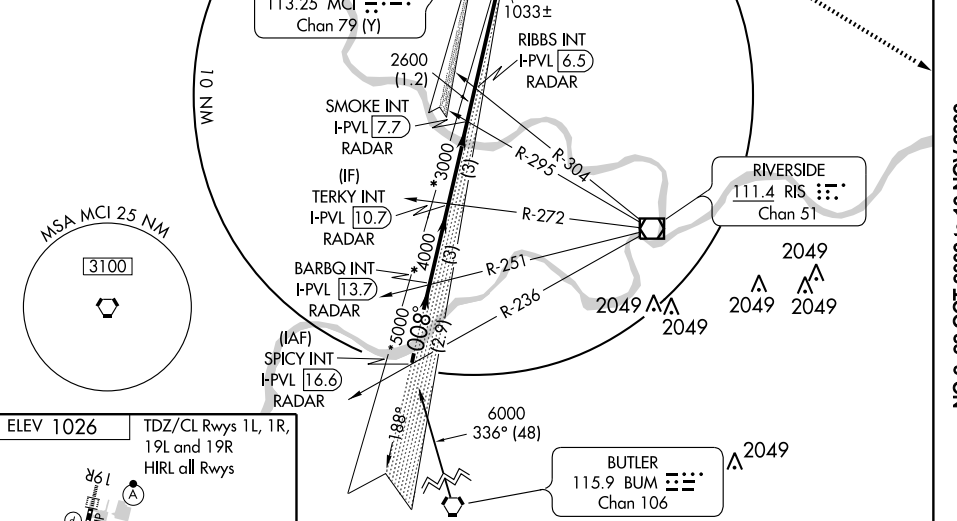 113.25 MCI
Chan 79 (Y)
1033±
RIBBS INT
I-PVL 6.5
RADAR
2600
(1.2)
10 NM
SMOKE INT
I-PVL 7.7
RADAR
*3000
(3)
R-304
R-295
(IF)
TERKY INT
I-PVL 10.7
RADAR
R-272
RIVERSIDE
111.4 RIS
Chan 51
MSA MCI 25 NM
3100
*4000
(3)
BARBQ INT
I-PVL 13.7
RADAR
R-251
R-236
2049
2049
2049
2049
2049
*5000
008°
(2.9)
(IAF)
SPICY INT
I-PVL 16.6
RADAR
188°
6000
336° (48)
BUTLER
115.9 BUM
Chan 106
2049
ELEV 1026
TDZ/CL Rwys 1L, 1R,
19L and 19R
HIRL all Rwys
19R
A